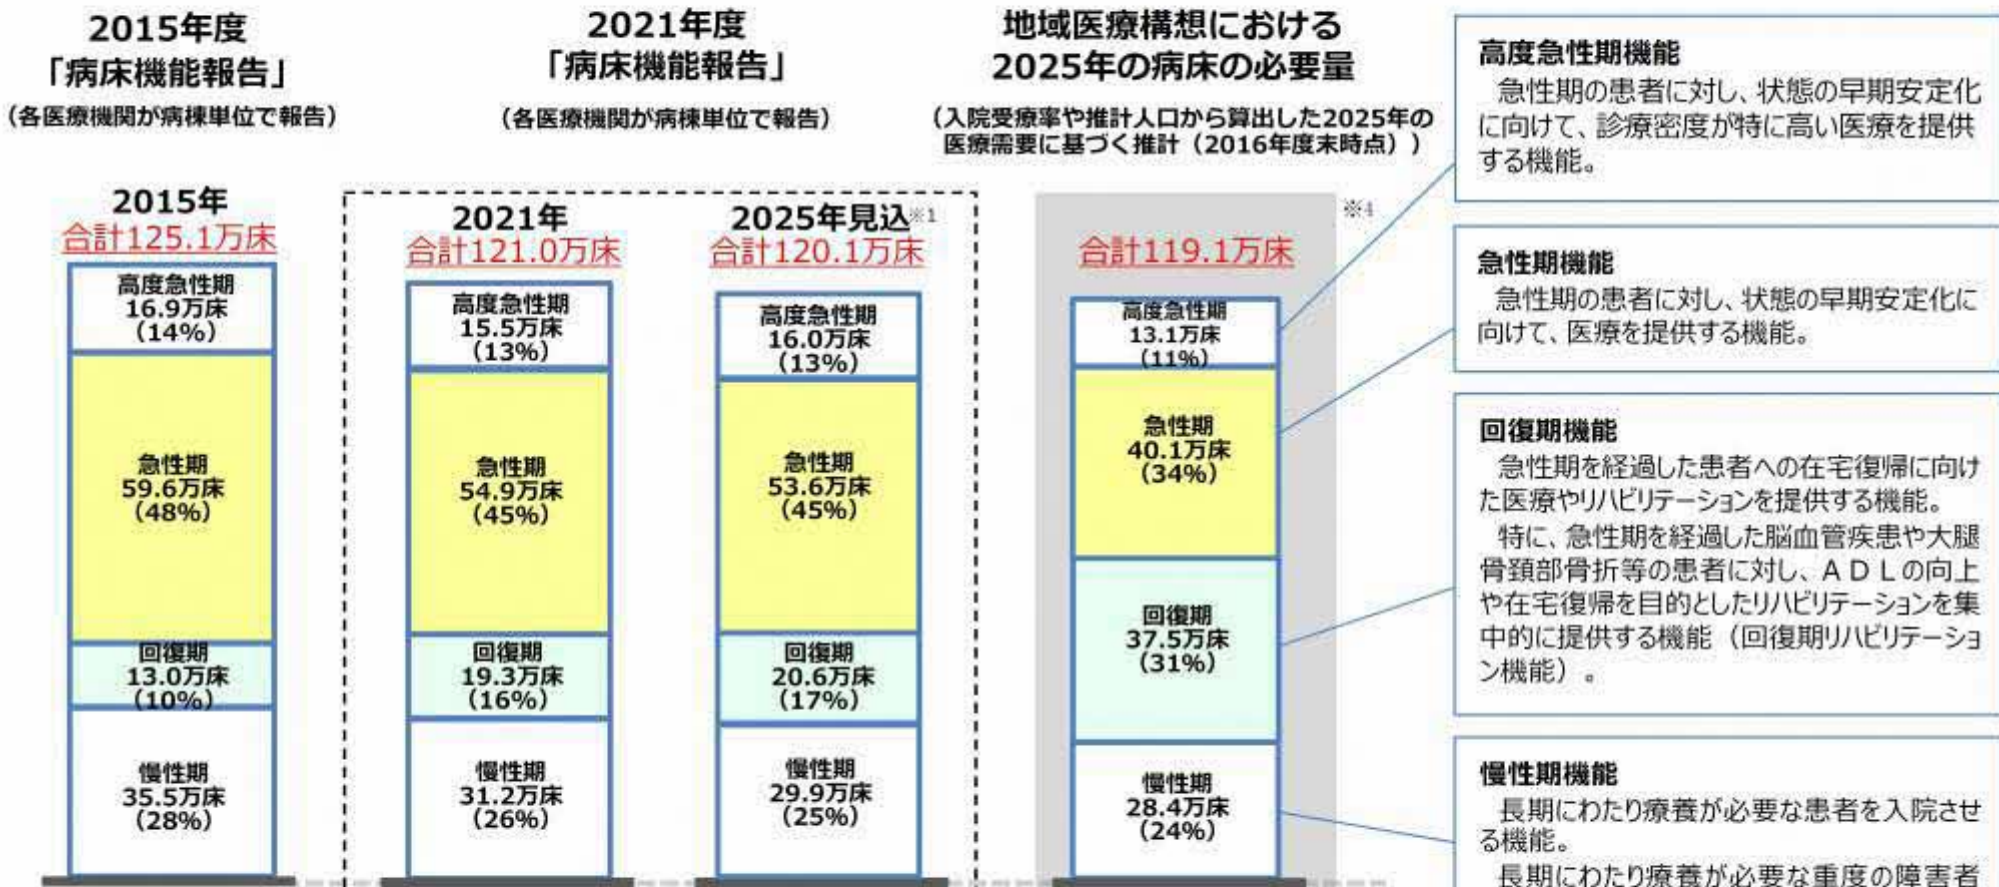 2015年度
「病床機能報告」
（各医療機関が病棟単位で報告）
2021年度
「病床機能報告」
（各医療機関が病棟単位で報告）
地域医療構想における
2025年の病床の必要量
（入院受療率や推計人口から算出した2025年の
医療需要に基づく推計（2016年度末時点））
2015年
合計125.1万床
高度急性期
16.9万床
（14%）
急性期
59.6万床
（48%）
回復期
13.0万床
（10%）
慢性期
35.5万床
（28%）
2021年
合計121.0万床
高度急性期
15.5万床
（13%）
急性期
54.9万床
（45%）
回復期
19.3万床
（16%）
慢性期
31.2万床
（26%）
2025年見込※1
合計120.1万床
高度急性期
16.0万床
（13%）
急性期
53.6万床
（45%）
回復期
20.6万床
（17%）
慢性期
29.9万床
（25%）
※4
合計119.1万床
高度急性期
13.1万床
（11%）
急性期
40.1万床
（34%）
回復期
37.5万床
（31%）
慢性期
28.4万床
（24%）
高度急性期機能
急性期の患者に対し、状態の早期安定化
に向けて、診療密度が特に高い医療を提供
する機能。
急性期機能
急性期の患者に対し、状態の早期安定化に
向けて、医療を提供する機能。
回復期機能
急性期を経過した患者への在宅復帰に向け
た医療やリハビリテーションを提供する機能。
特に、急性期を経過した脳血管疾患や大腿
骨頚部骨折等の患者に対し、ＡＤＬの向上
や在宅復帰を目的としたリハビリテーションを集
中的に提供する機能（回復期リハビリテーショ
ン機能）。
慢性期機能
長期にわたり療養が必要な患者を入院させ
る機能。
長期にわたり療養が必要な重度の障害者